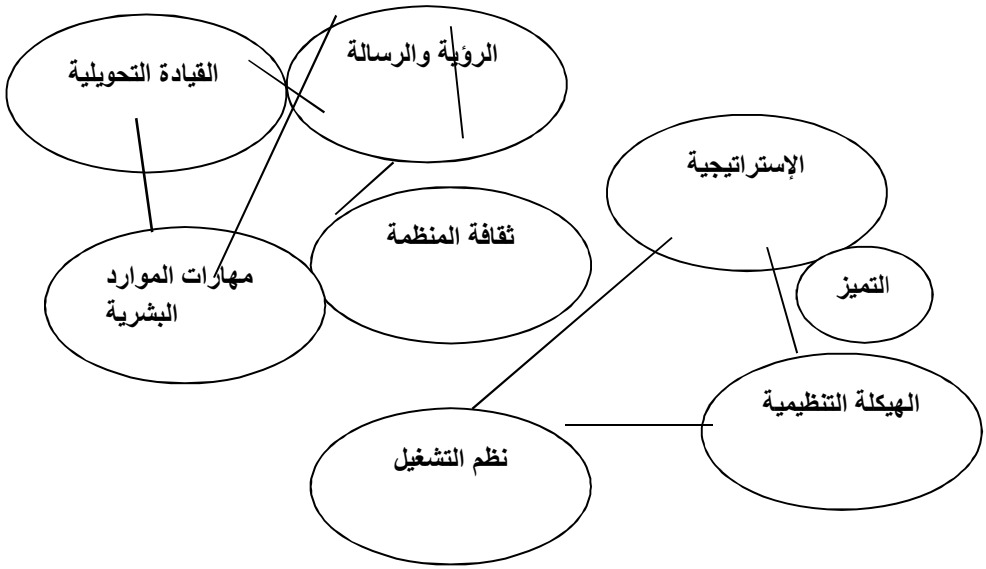 الرؤية والرسالة
القيادة التحويلية
الإستراتيجية
ثقافة المنظمة
مهارات الموارد
البشرية
التميز
الهيكلة التنظيمية
نظم التشغيل